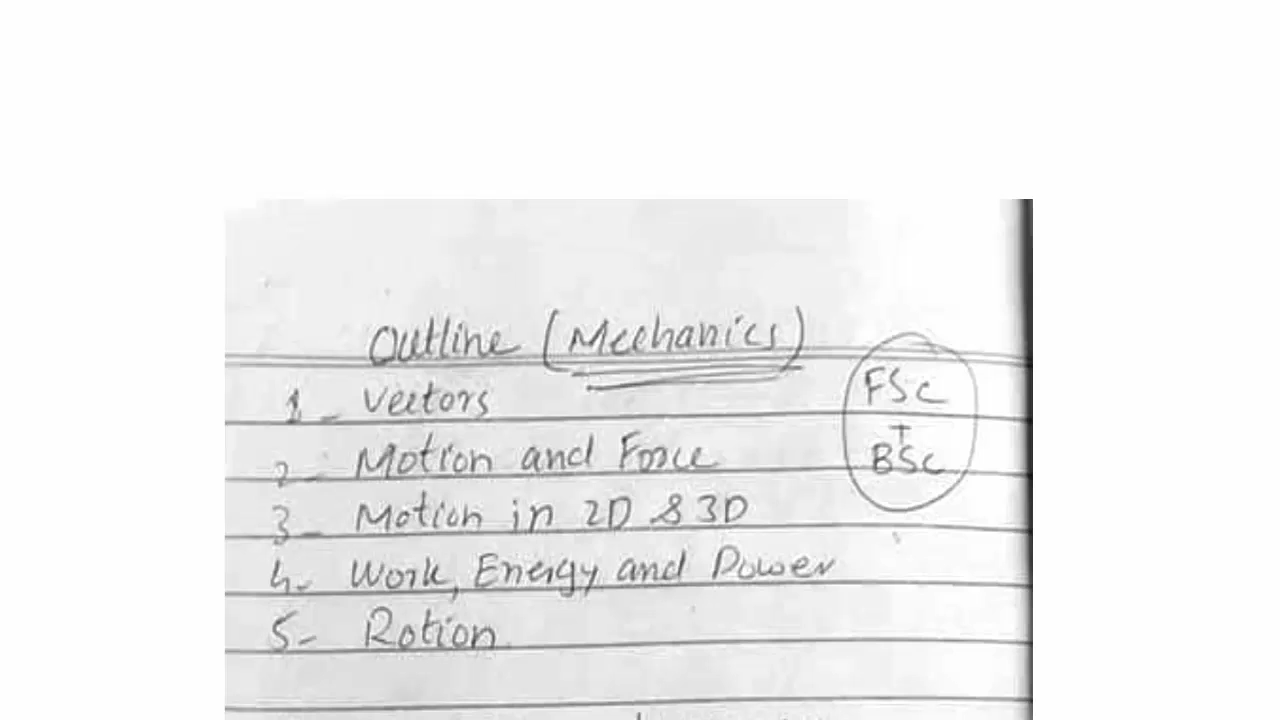 Outline (Mechanics)
1 - Vectors
2 - Motion and Force
3 - Motion in 2D & 3D
4 - Work, Energy and Power
5 - Rotion
FSc
+
BSc